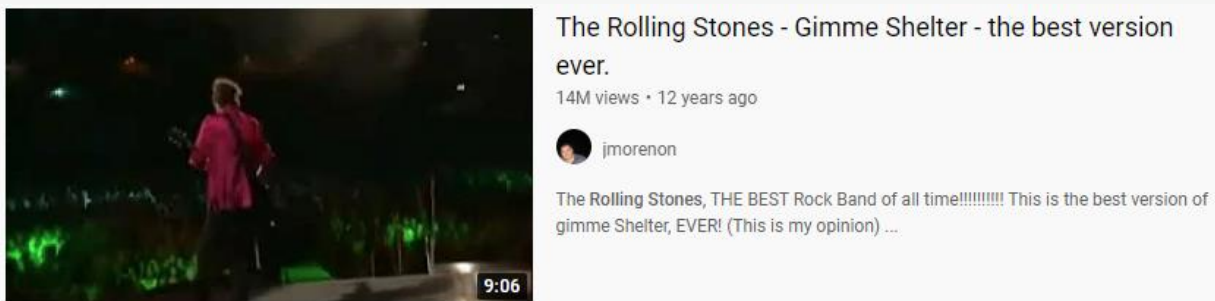 The Rolling Stones - Gimme Shelter - the best version
ever.
14M views • 12 years ago
jmorenon
The Rolling Stones, THE BEST Rock Band of all time!!!!!!!!!! This is the best version of
gimme Shelter, EVER! (This is my opinion) ...
9:06